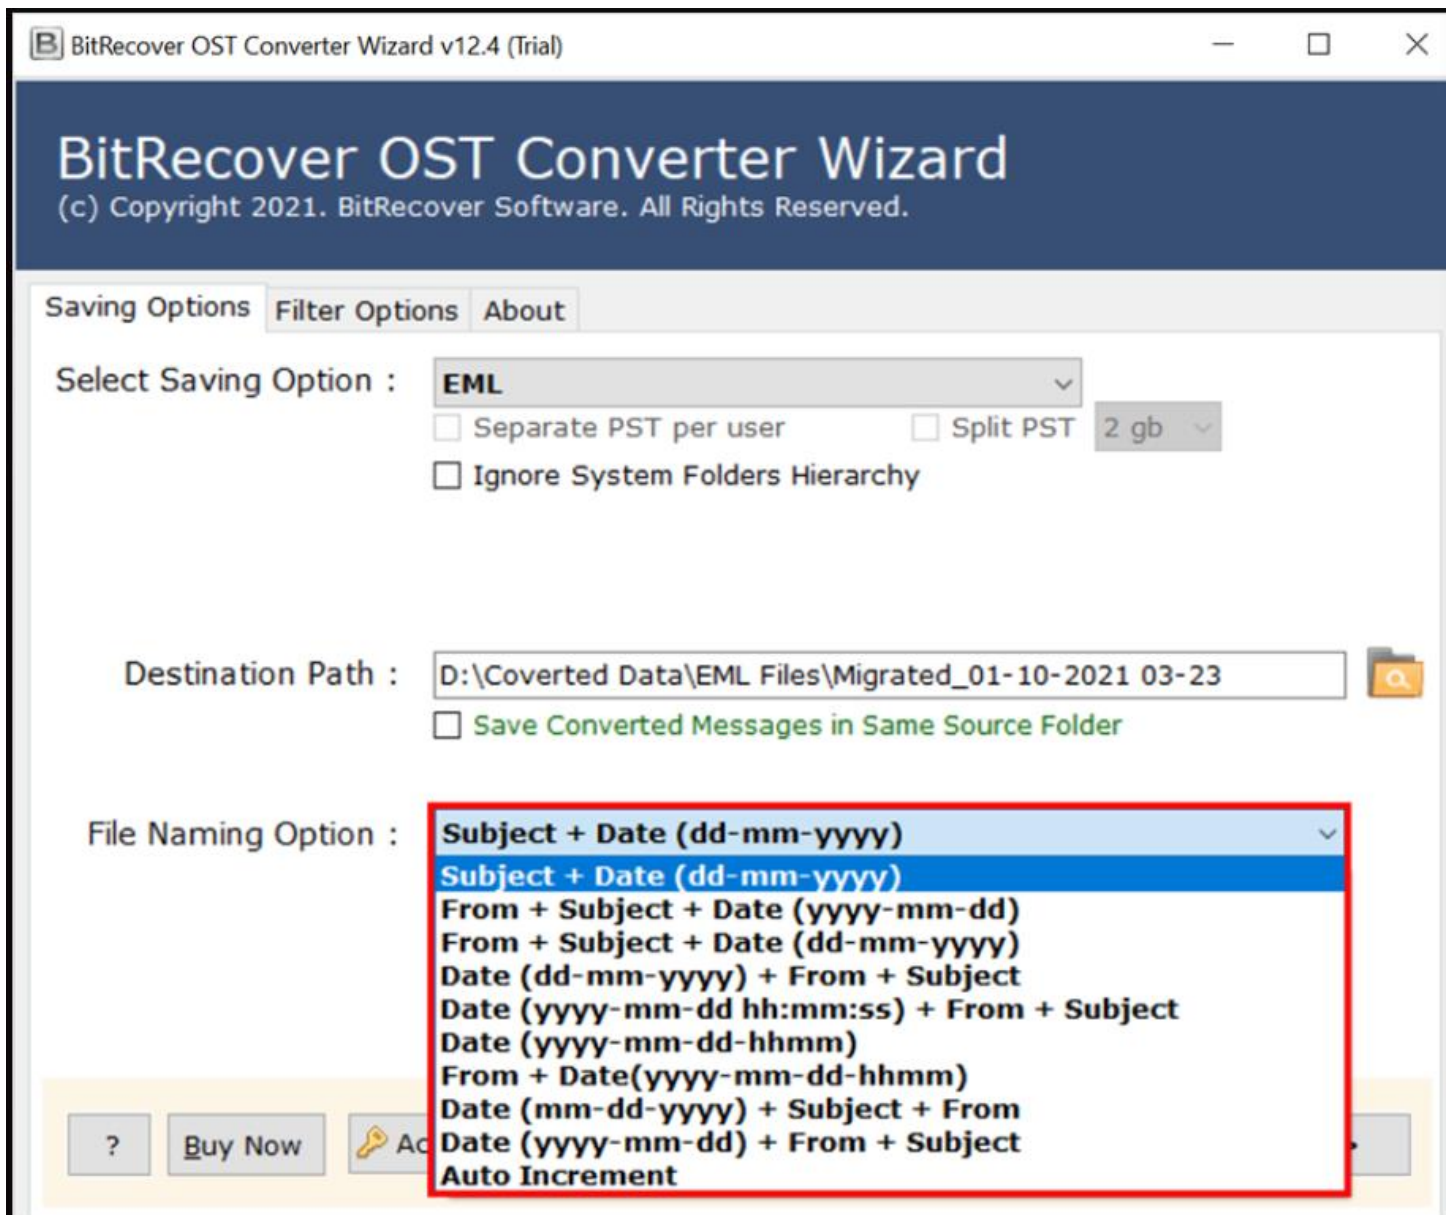 BitRecover OST Converter Wizard v12.4 (Trial)
BitRecover OST Converter Wizard
(c) Copyright 2021. BitRecover Software. All Rights Reserved.
Saving Options Filter Options About
Select Saving Option : EML
Separate PST per user Split PST 2 gb
Ignore System Folders Hierarchy
Destination Path : D:\Coverted Data\EML Files\Migrated_01-10-2021 03-23
Save Converted Messages in Same Source Folder
File Naming Option : Subject + Date (dd-mm-yyyy)
Subject + Date (dd-mm-yyyy)
From + Subject + Date (yyyy-mm-dd)
From + Subject + Date (dd-mm-yyyy)
Date (dd-mm-yyyy) + From + Subject
Date (yyyy-mm-dd hh:mm:ss) + From + Subject
Date (yyyy-mm-dd-hhmm)
From + Date(yyyy-mm-dd-hhmm)
Date (mm-dd-yyyy) + Subject + From
Date (yyyy-mm-dd) + From + Subject
Auto Increment
? Buy Now